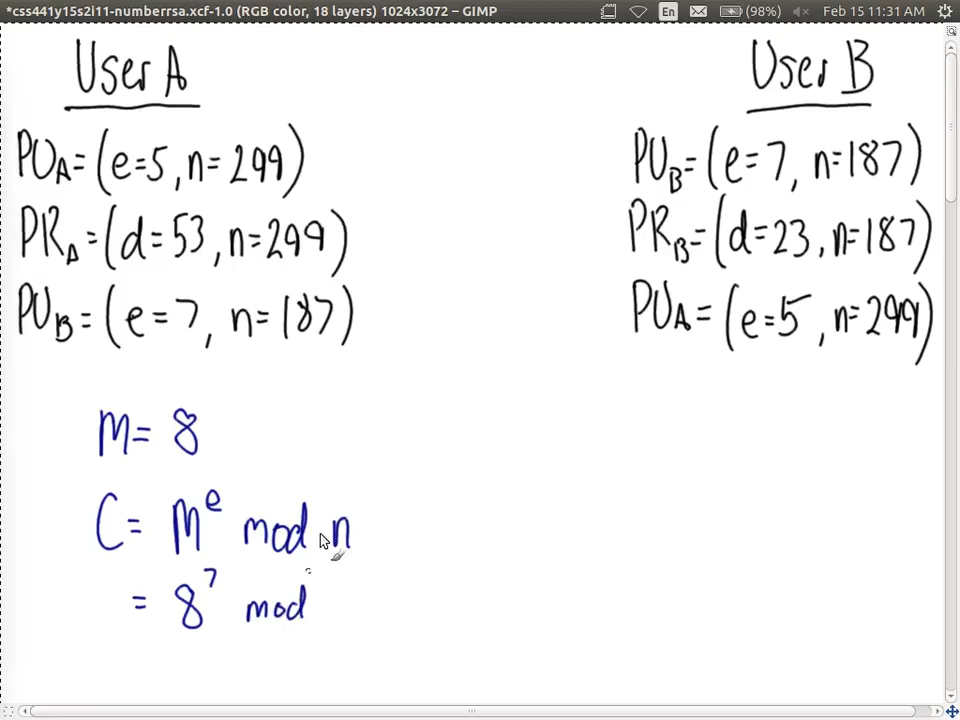 *css441y15s2i11-numberrsa.xcf-1.0 (RGB color, 18 layers) 1024x3072 – GIMP
En
(98%)
Feb 15 11:31 AM
User A
PUA=(e=5,n=299)
PRA=(d=53,n=299)
PUB=(e=7, n=187)
User B
PUB=(e=7, n=187)
PRB=(d=23,n=187)
PUA=(e=5,n=299)
M= 8
C= Mᵉ mod n
= 8⁷ mod